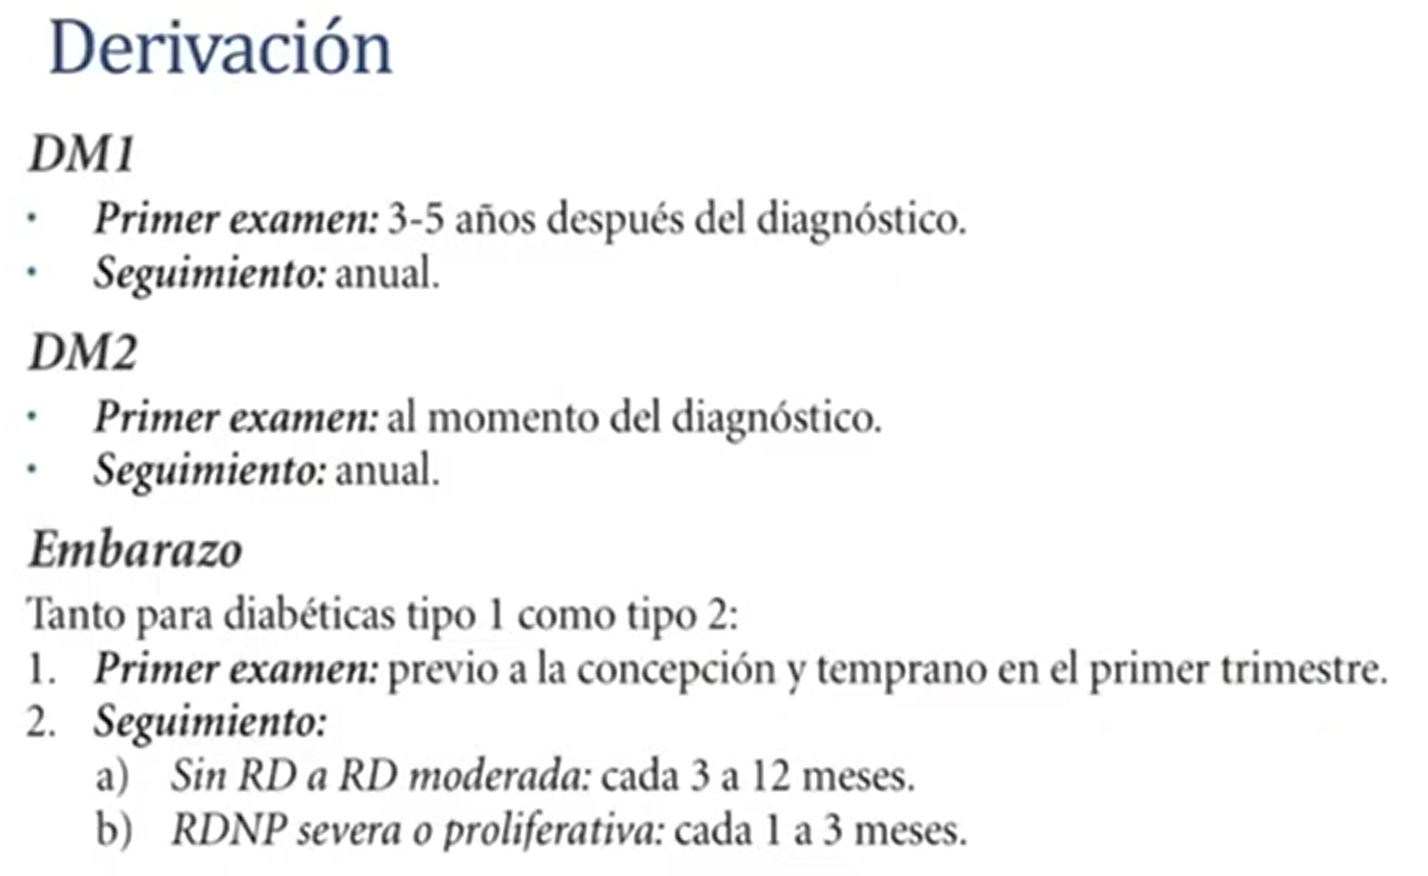 Derivación
DM1
• Primer examen: 3-5 años después del diagnóstico.
• Seguimiento: anual.
DM2
• Primer examen: al momento del diagnóstico.
• Seguimiento: anual.
Embarazo
Tanto para diabéticas tipo 1 como tipo 2:
1. Primer examen: previo a la concepción y temprano en el primer trimestre.
2. Seguimiento:
a) Sin RD a RD moderada: cada 3 a 12 meses.
b) RDNP severa o proliferativa: cada 1 a 3 meses.